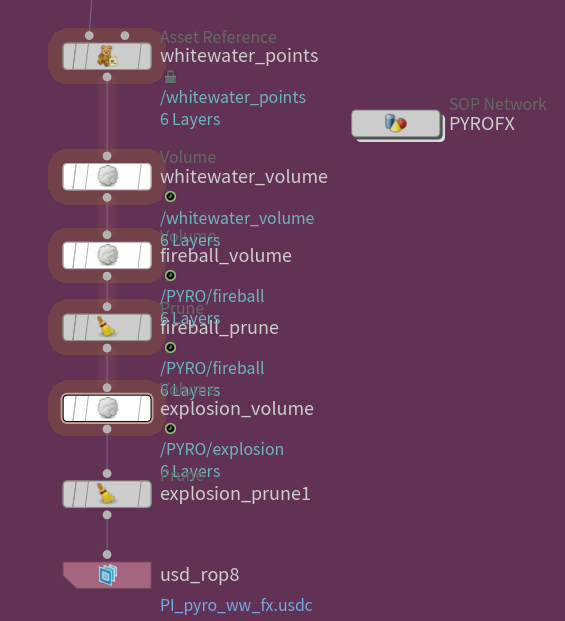 Asset Reference
whitewater_points
/whitewater_points
6 Layers
SOP Network
PYROFX
Volume
whitewater_volume
/whitewater_volume
6 Layers
Volume
fireball_volume
/PYRO/fireball
6 Layers
Prune
fireball_prune
/PYRO/fireball
6 Layers
Volume
explosion_volume
/PYRO/explosion
6 Layers
Prune
explosion_prune1
usd_rop8
PI_pyro_ww_fx.usdc